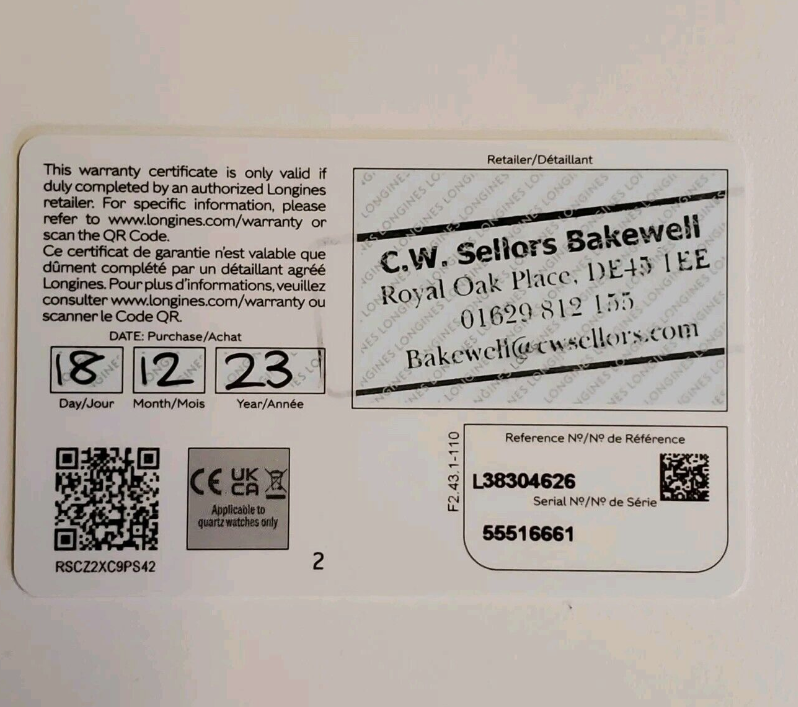 This warranty certificate is only valid if
duly completed by an authorized Longines
retailer. For specific information, please
refer to www.longines.com/warranty or
scan the QR Code.
Ce certificat de garantie n'est valable que
dûment complété par un détaillant agréé
Longines. Pour plus d'informations, veuillez
consulter www.longines.com/warranty ou
scanner le Code QR.
DATE: Purchase/Achat
18 12 23
Day/Jour Month/Mois Year/Année
Retailer/Détaillant
C.W. Sellors Bakewell
Royal Oak Place, DE45 1EE
01629 812 155
Bakewell@cwsellors.com
RSCZ2XC9PS42
CE UK CA
Applicable to
quartz watches only
2
F2.43.1-110
Reference Nº/Nº de Référence
L38304626
Serial Nº/Nº de Série
55516661